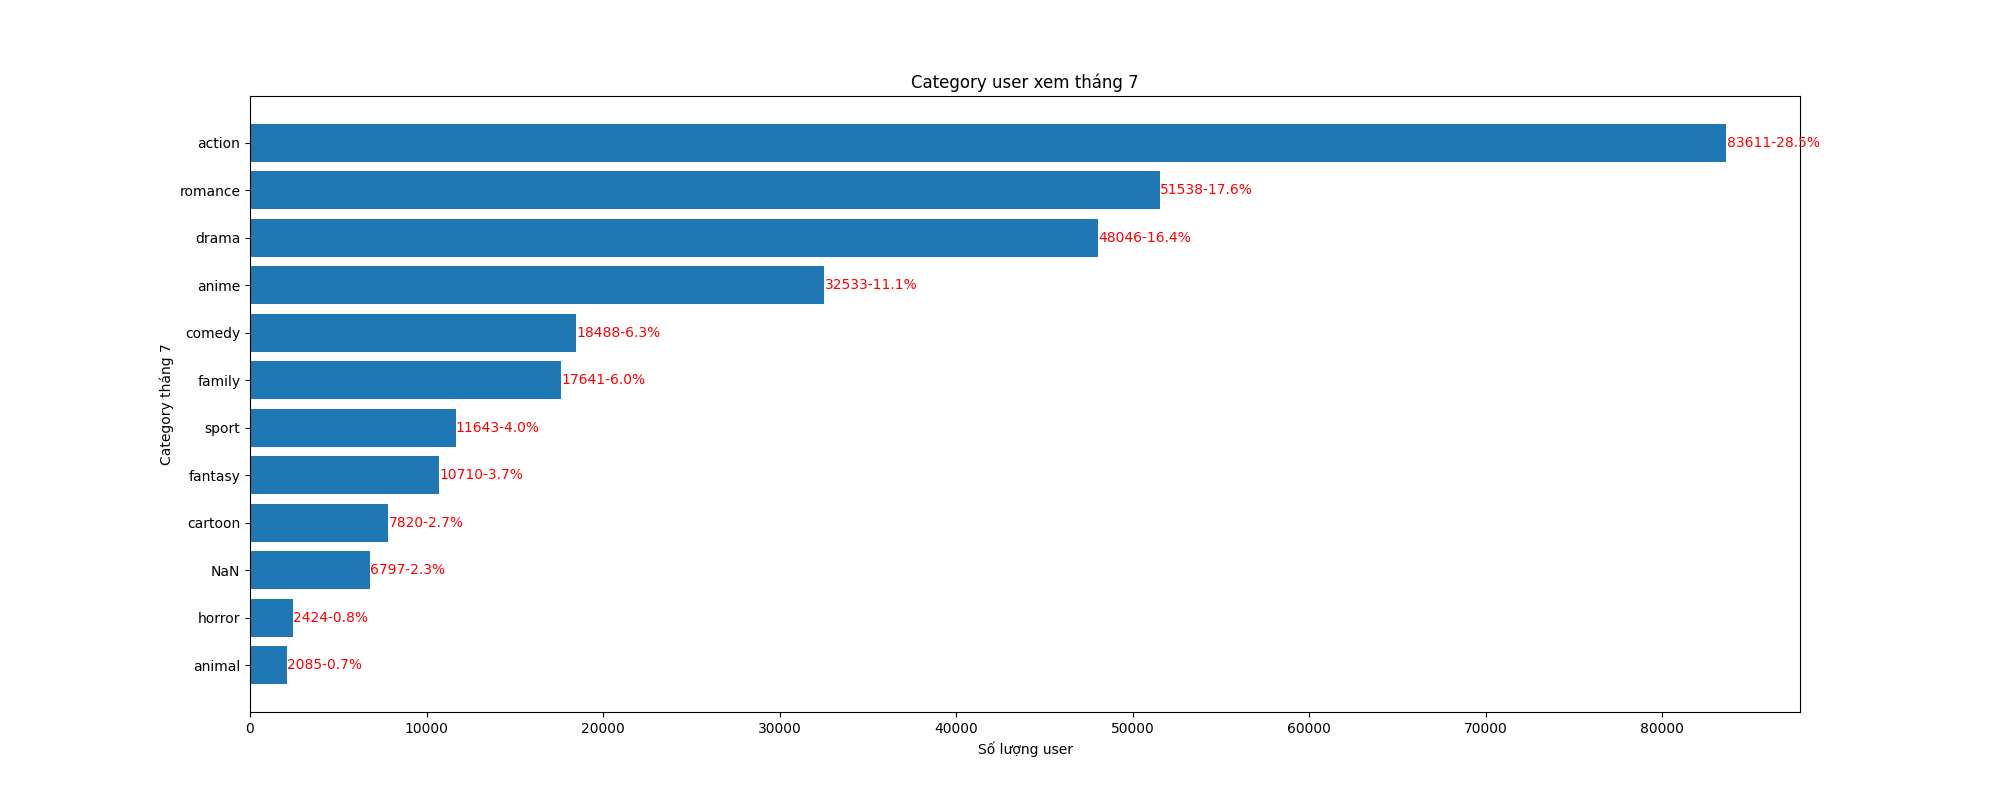 Category user xem tháng 7
Category tháng 7
action 83611-28.5%
romance 51538-17.6%
drama 48046-16.4%
anime 32533-11.1%
comedy 18488-6.3%
family 17641-6.0%
sport 11643-4.0%
fantasy 10710-3.7%
cartoon 7820-2.7%
NaN 6797-2.3%
horror 2424-0.8%
animal 2085-0.7%
0 10000 20000 30000 40000 50000 60000 70000 80000
Số lượng user